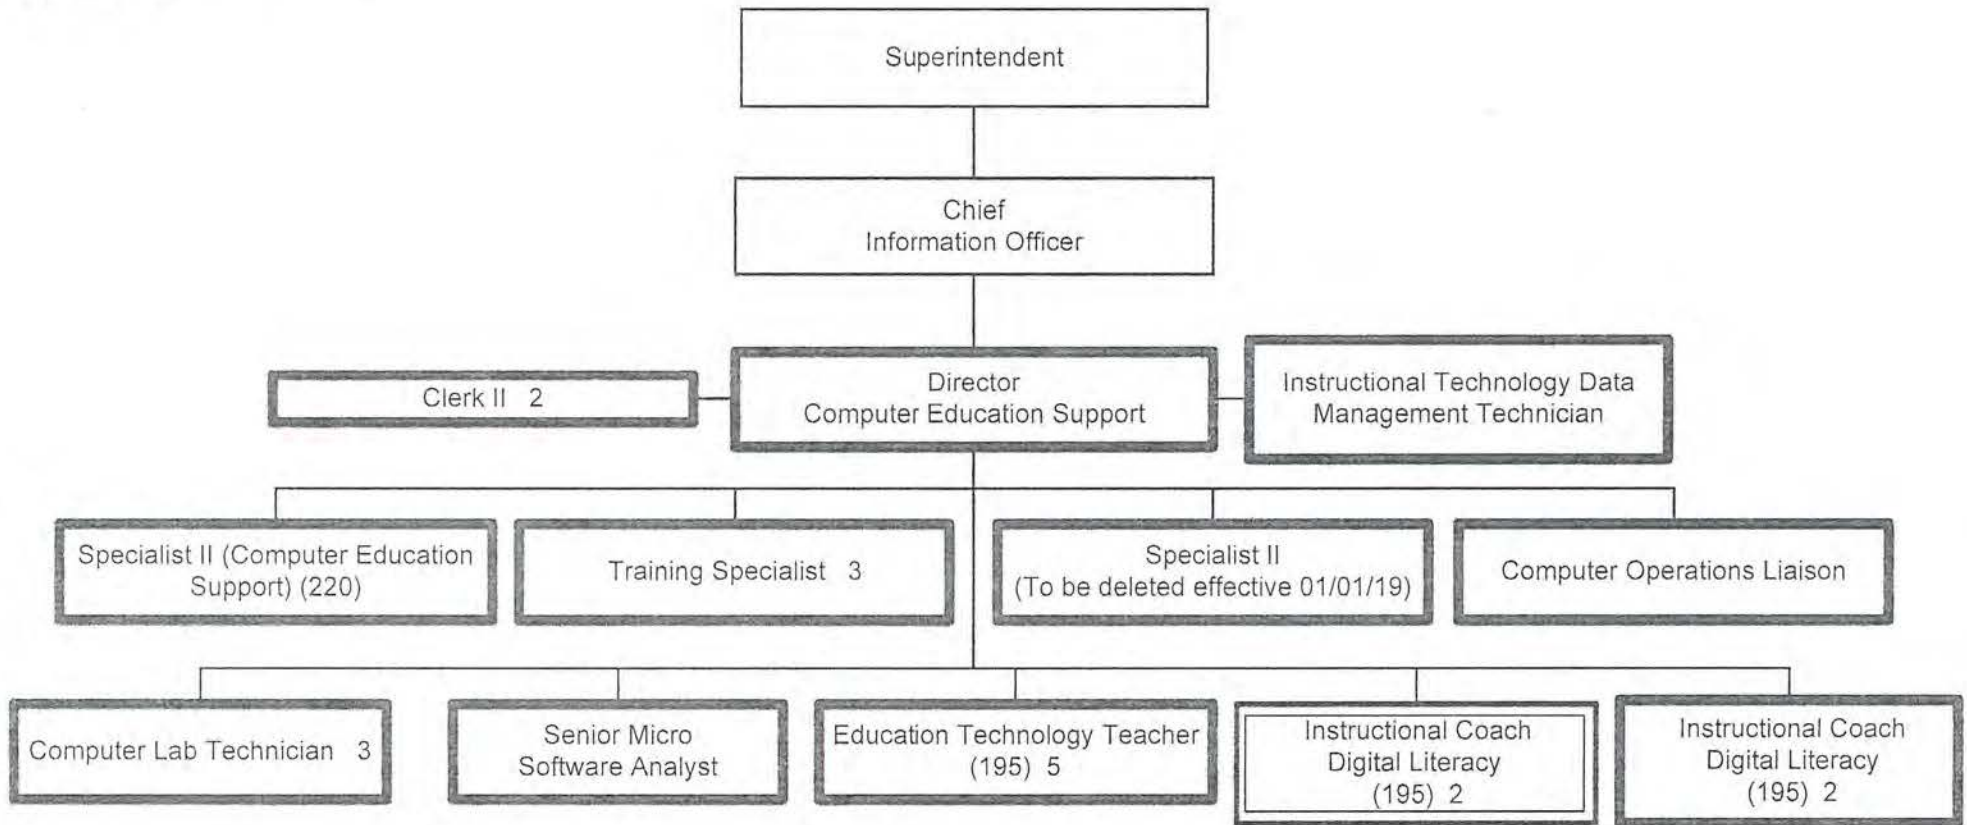 Superintendent
Chief
Information Officer
Clerk II 2
Director
Computer Education Support
Instructional Technology Data
Management Technician
Specialist II (Computer Education
Support) (220)
Training Specialist 3
Specialist II
(To be deleted effective 01/01/19)
Computer Operations Liaison
Computer Lab Technician 3
Senior Micro
Software Analyst
Education Technology Teacher
(195) 5
Instructional Coach
Digital Literacy
(195) 2
Instructional Coach
Digital Literacy
(195) 2